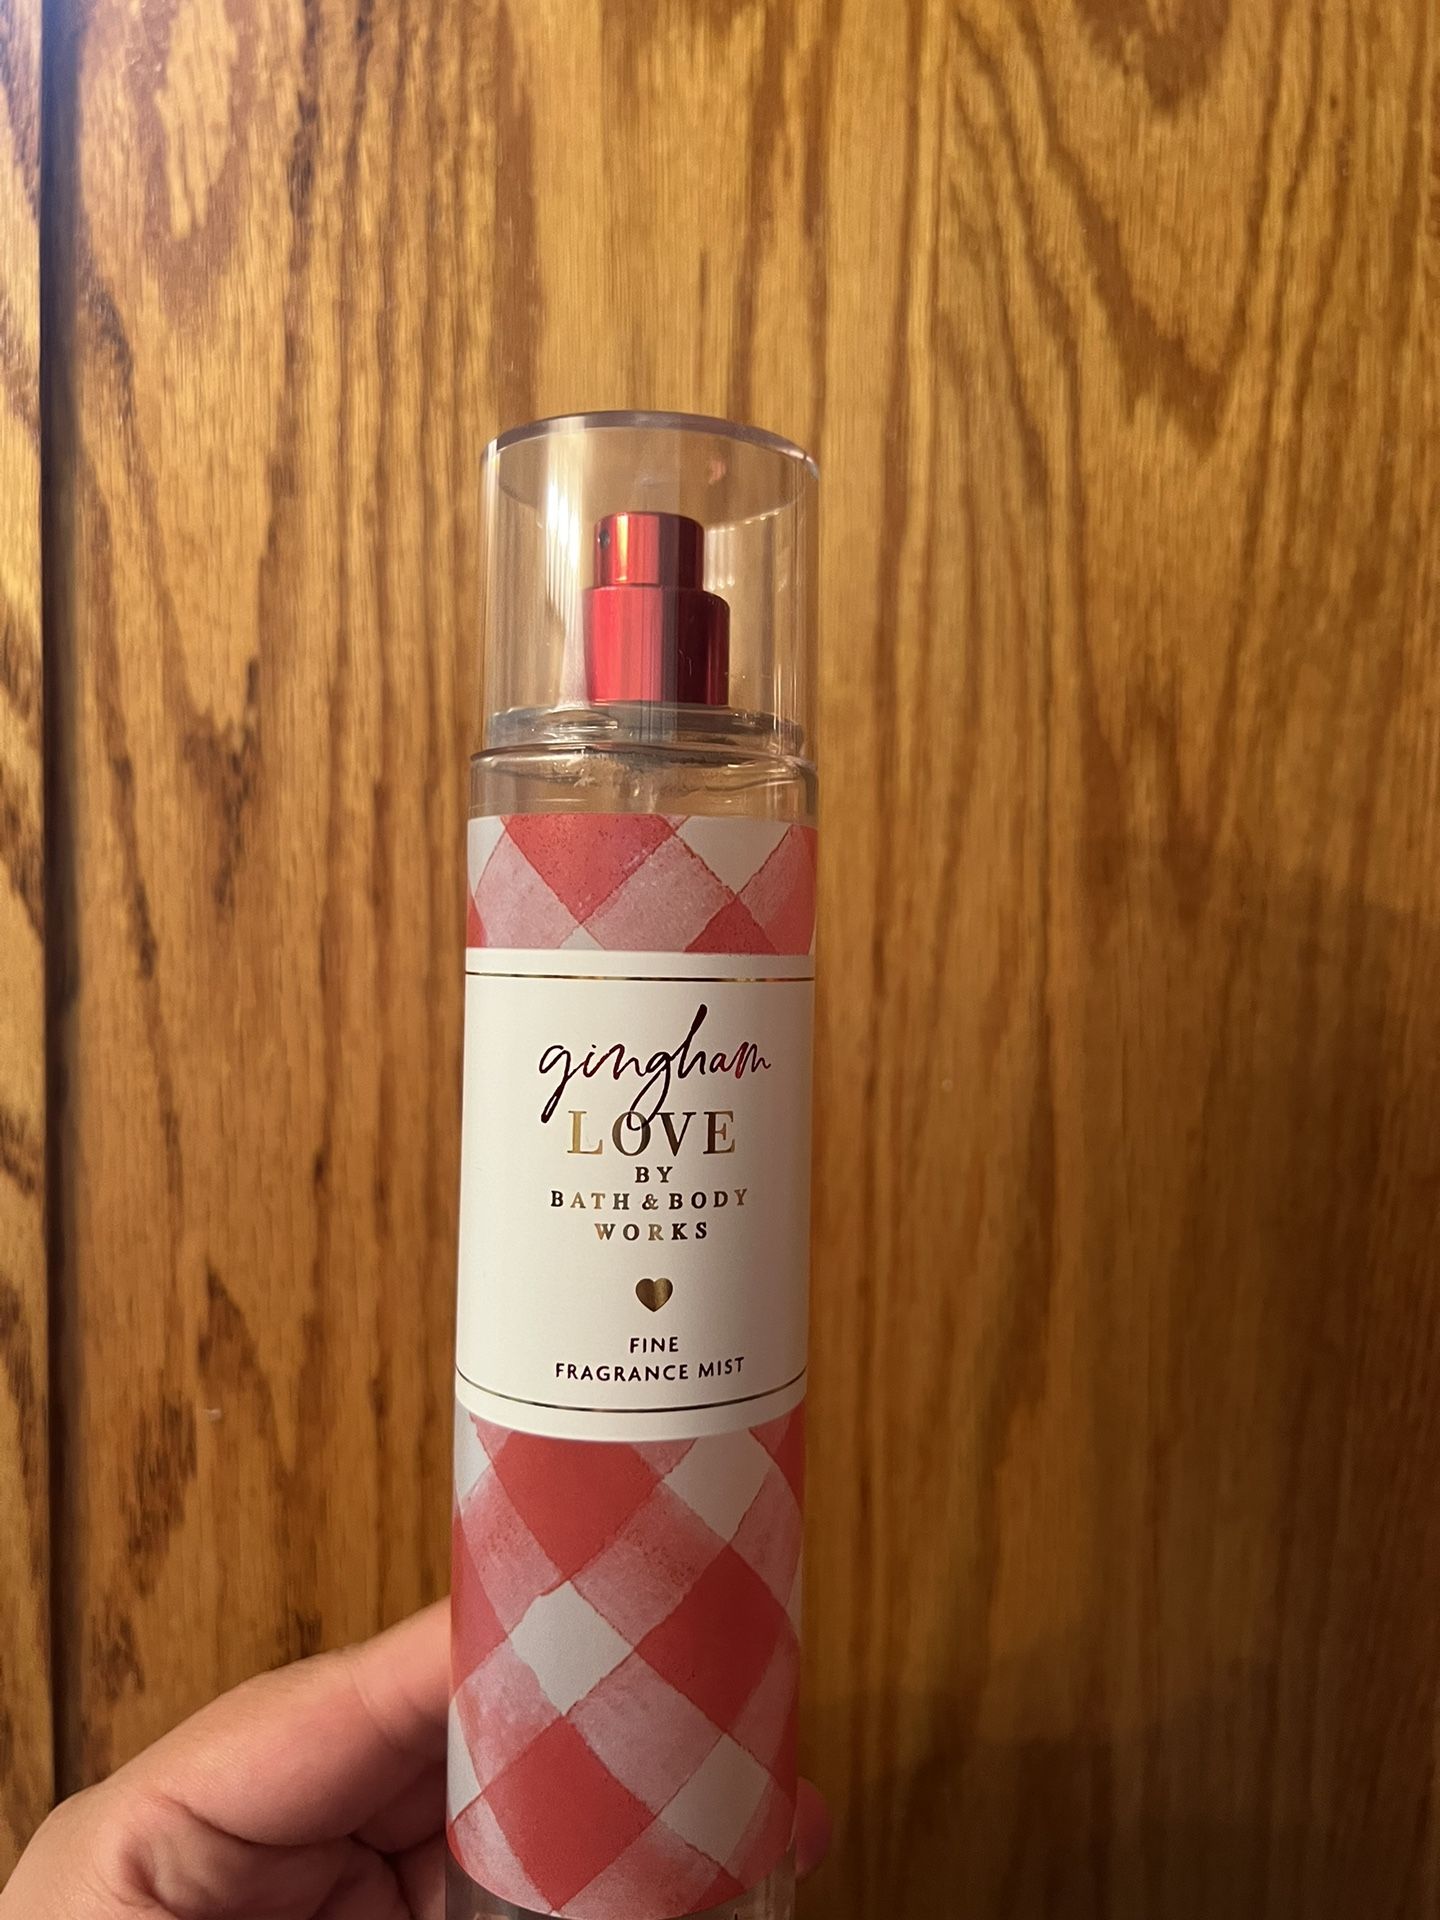 gingham
LOVE
BY
BATH & BODY
WORKS
FINE
FRAGRANCE MIST